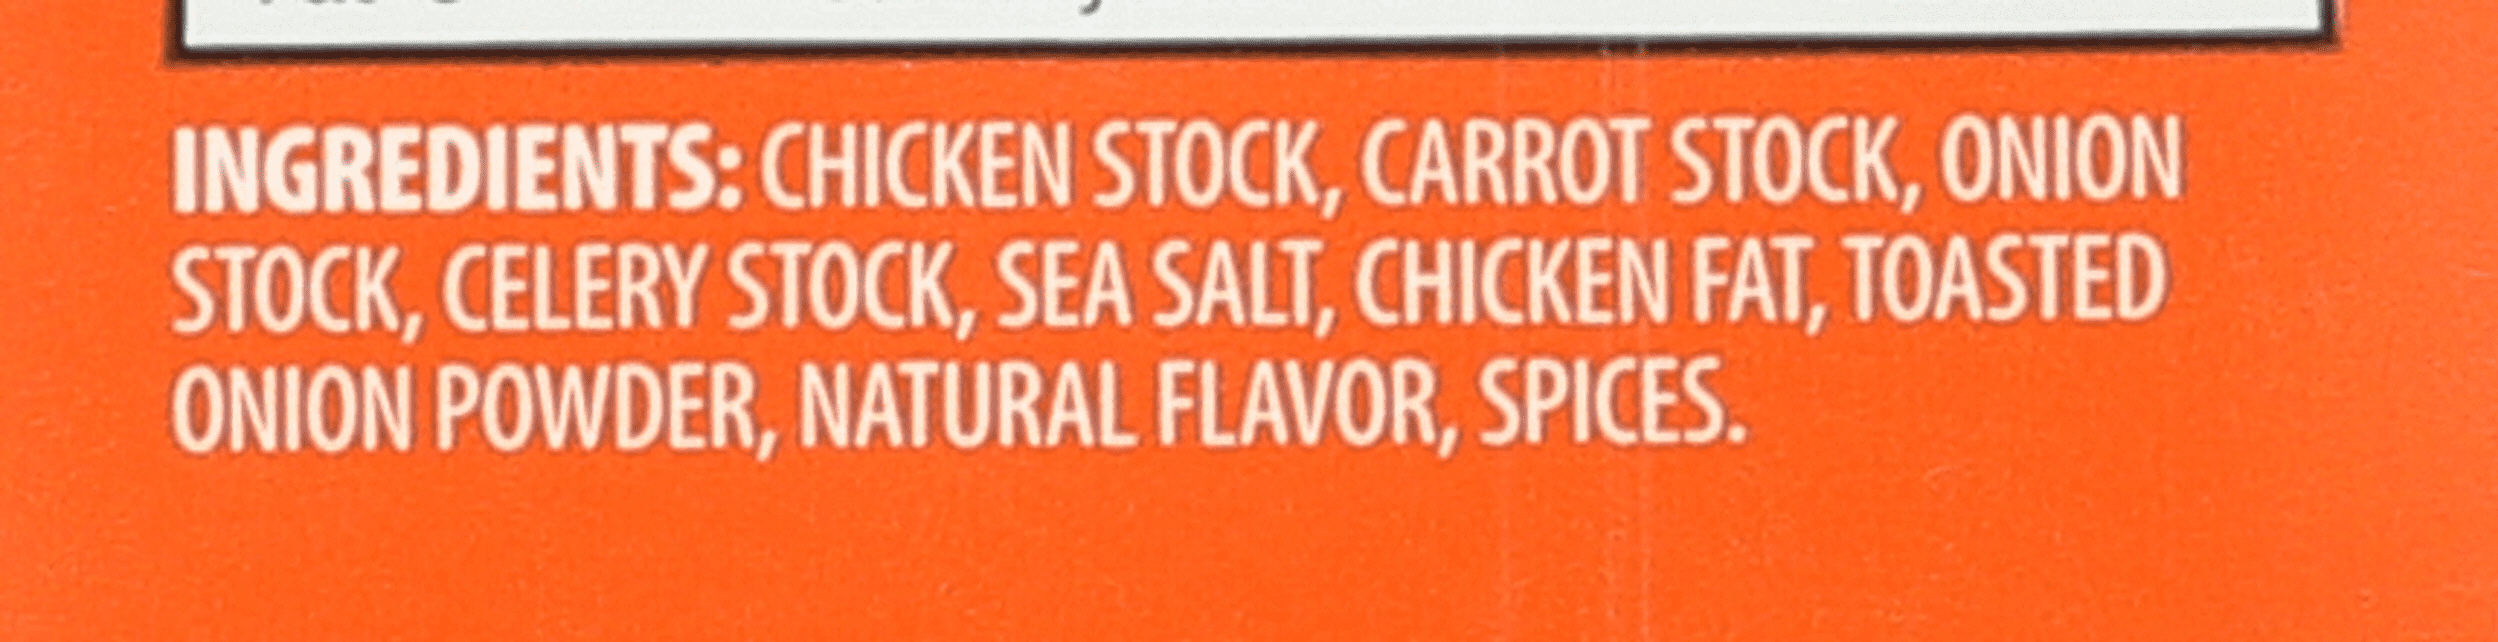 INGREDIENTS: CHICKEN STOCK, CARROT STOCK, ONION
STOCK, CELERY STOCK, SEA SALT, CHICKEN FAT, TOASTED
ONION POWDER, NATURAL FLAVOR, SPICES.